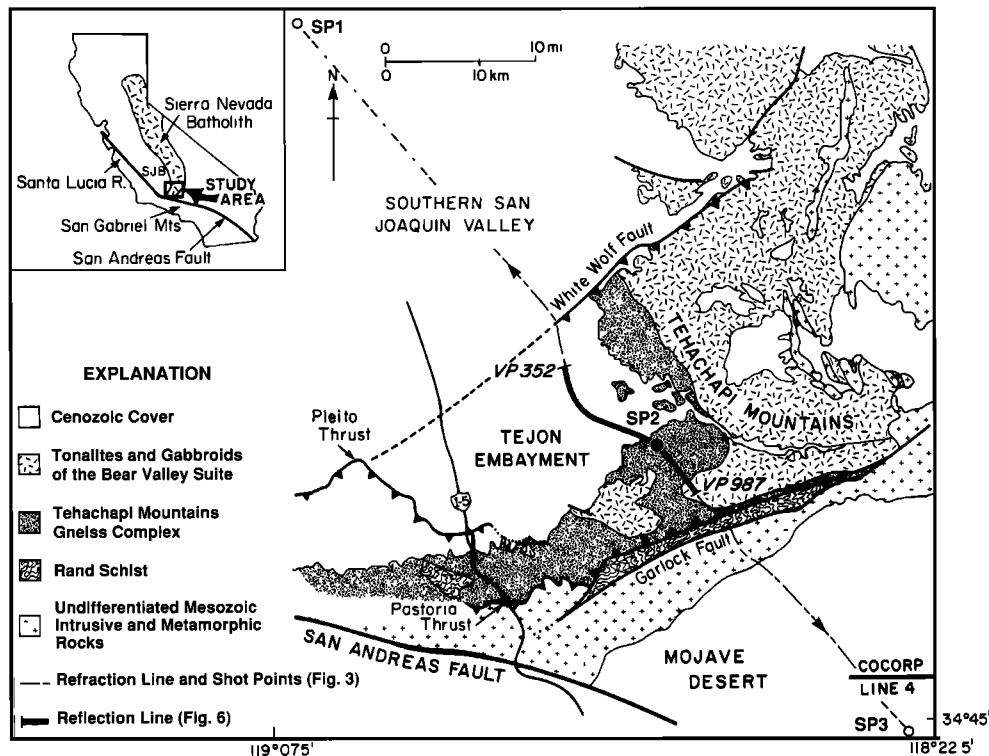 SP1
0
10 mi
0
10 km
N
Sierra Nevada
Batholith
SJB
Santa Lucia R.
STUDY
AREA
San Gabriel Mts
San Andreas Fault
SOUTHERN SAN
JOAQUIN VALLEY
White Wolf Fault
TEHACHAPI
MOUNTAINS
VP 352
SP2
VP 987
TEJON
EMBAYMENT
Pleito
Thrust
I-5
Garlock Fault
Pastoria
Thrust
SAN ANDREAS FAULT
MOJAVE
DESERT
COCORP
LINE 4
SP3
34°45'
119°075'
118°22 5'
EXPLANATION
Cenozoic Cover
Tonalites and Gabbroids
of the Bear Valley Suite
Tehachapi Mountains
Gneiss Complex
Rand Schist
Undifferentiated Mesozoic
Intrusive and Metamorphic
Rocks
Refraction Line and Shot Points (Fig. 3)
Reflection Line (Fig. 6)